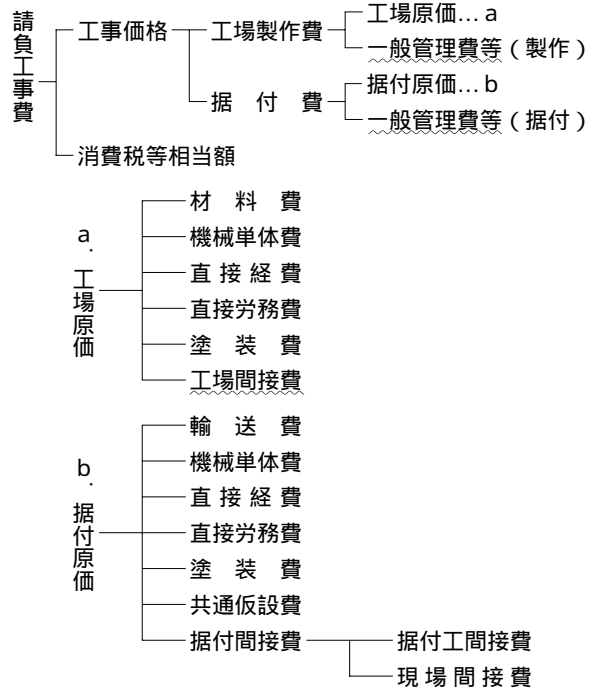 請負工事費
工事価格 工場製作費 工場原価…a
一般管理費等(製作)
据付費 据付原価…b
一般管理費等(据付)
消費税等相当額
a. 工場原価
材料費
機械単体費
直接経費
直接労務費
塗装費
工場間接費
b. 据付原価
輸送費
機械単体費
直接経費
直接労務費
塗装費
共通仮設費
据付間接費 据付工間接費
現場間接費